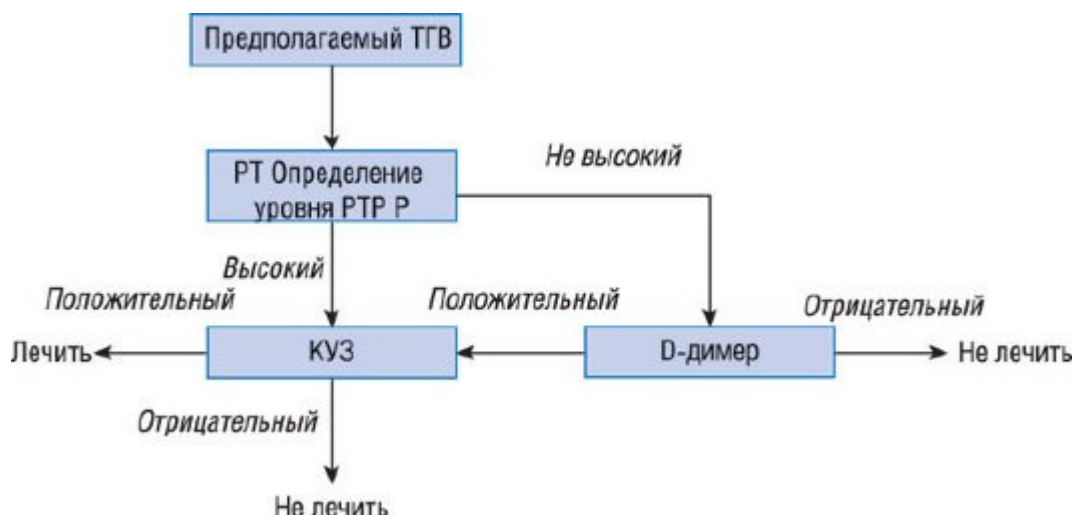 Предполагаемый ТГВ
РТ Определение
уровня РТР Р
Не высокий
Высокий
Положительный
Положительный
Отрицательный
Лечить
КУЗ
D-димер
Не лечить
Отрицательный
Не лечить